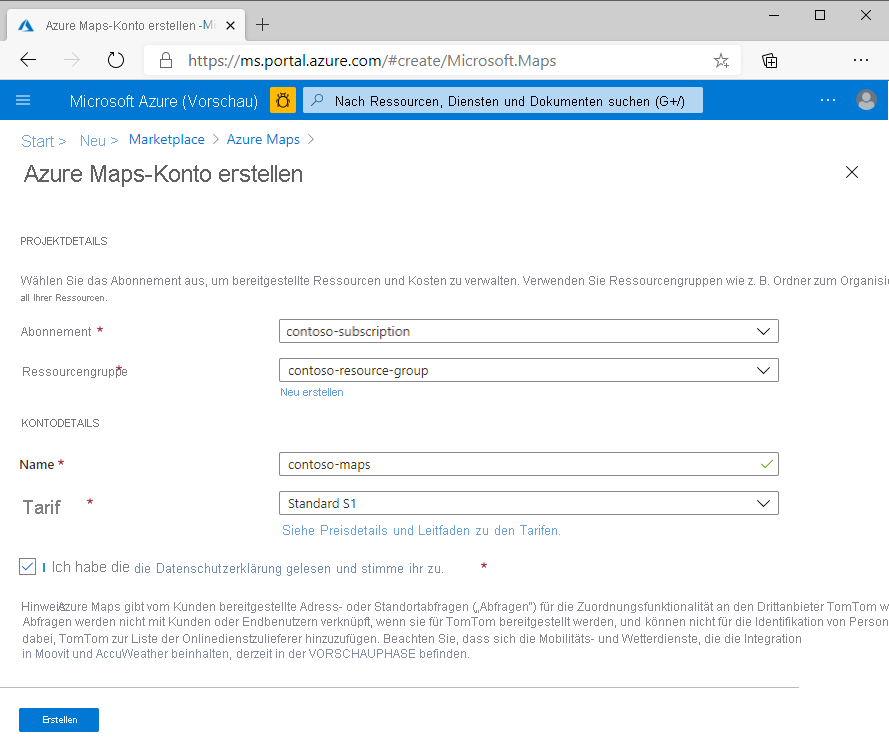 Azure Maps-Konto erstellen -Mi
https://ms.portal.azure.com/#create/Microsoft.Maps
Microsoft Azure (Vorschau)
Nach Ressourcen, Diensten und Dokumenten suchen (G+/)
Start > Neu > Marketplace > Azure Maps >
Azure Maps-Konto erstellen
PROJEKTDETAILS
Wählen Sie das Abonnement aus, um bereitgestellte Ressourcen und Kosten zu verwalten. Verwenden Sie Ressourcengruppen wie z. B. Ordner zum Organisi
all Ihrer Ressourcen.
Abonnement *
contoso-subscription
Ressourcengruppe *
contoso-resource-group
Neu erstellen
KONTODETAILS
Name *
contoso-maps
Tarif *
Standard S1
Siehe Preisdetails und Leitfaden zu den Tarifen.
I Ich habe die die Datenschutzerklärung gelesen und stimme ihr zu. *
Hinweis: Azure Maps gibt vom Kunden bereitgestellte Adress- oder Standortabfragen („Abfragen") für die Zuordnungsfunktionalität an den Drittanbieter TomTom w
Abfragen werden nicht mit Kunden oder Endbenutzern verknüpft, wenn sie für TomTom bereitgestellt werden, und können nicht für die Identifikation von Person
dabei, TomTom zur Liste der Onlinedienstzulieferer hinzuzufügen. Beachten Sie, dass sich die Mobilitäts- und Wetterdienste, die die Integration
in Moovit und AccuWeather beinhalten, derzeit in der VORSCHAUPHASE befinden.
Erstellen